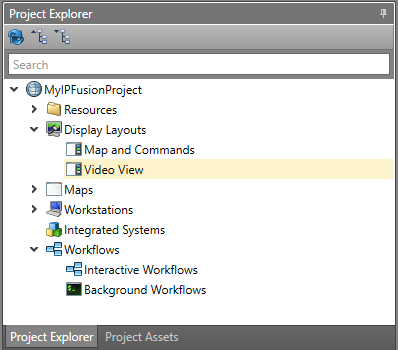 Project Explorer
Search
MyIPFusionProject
Resources
Display Layouts
Map and Commands
Video View
Maps
Workstations
Integrated Systems
Workflows
Interactive Workflows
Background Workflows
Project Explorer Project Assets